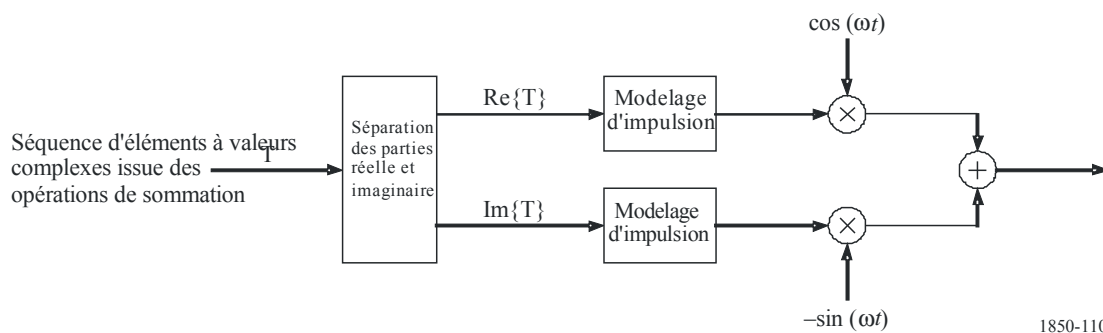 cos (ωt)
Re{T}
Modelage
d'impulsion
Séquence d'éléments à valeurs
complexes issue des
opérations de sommation
T
Séparation
des parties
réelle et
imaginaire
×
+
Im{T}
Modelage
d'impulsion
×
–sin (ωt)
1850-110